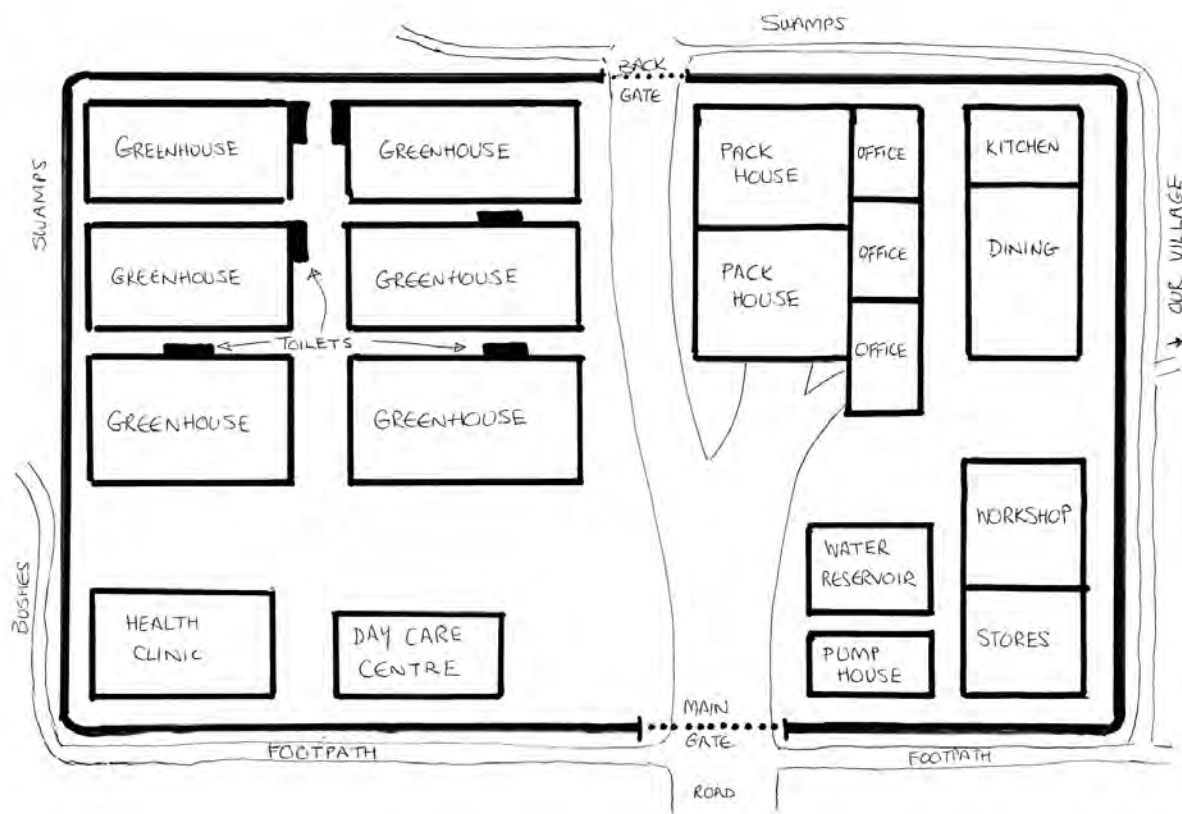 SWAMPS
BACK
GATE
SWAMPS
GREENHOUSE
GREENHOUSE
PACK
HOUSE
OFFICE
KITCHEN
GREENHOUSE
GREENHOUSE
PACK
HOUSE
OFFICE
DINING
OUR VILLAGE
TOILETS
OFFICE
GREENHOUSE
GREENHOUSE
BUSHES
WORKSHOP
WATER
RESERVOIR
HEALTH
CLINIC
DAY CARE
CENTRE
STORES
PUMP
HOUSE
MAIN
GATE
FOOTPATH
FOOTPATH
ROAD